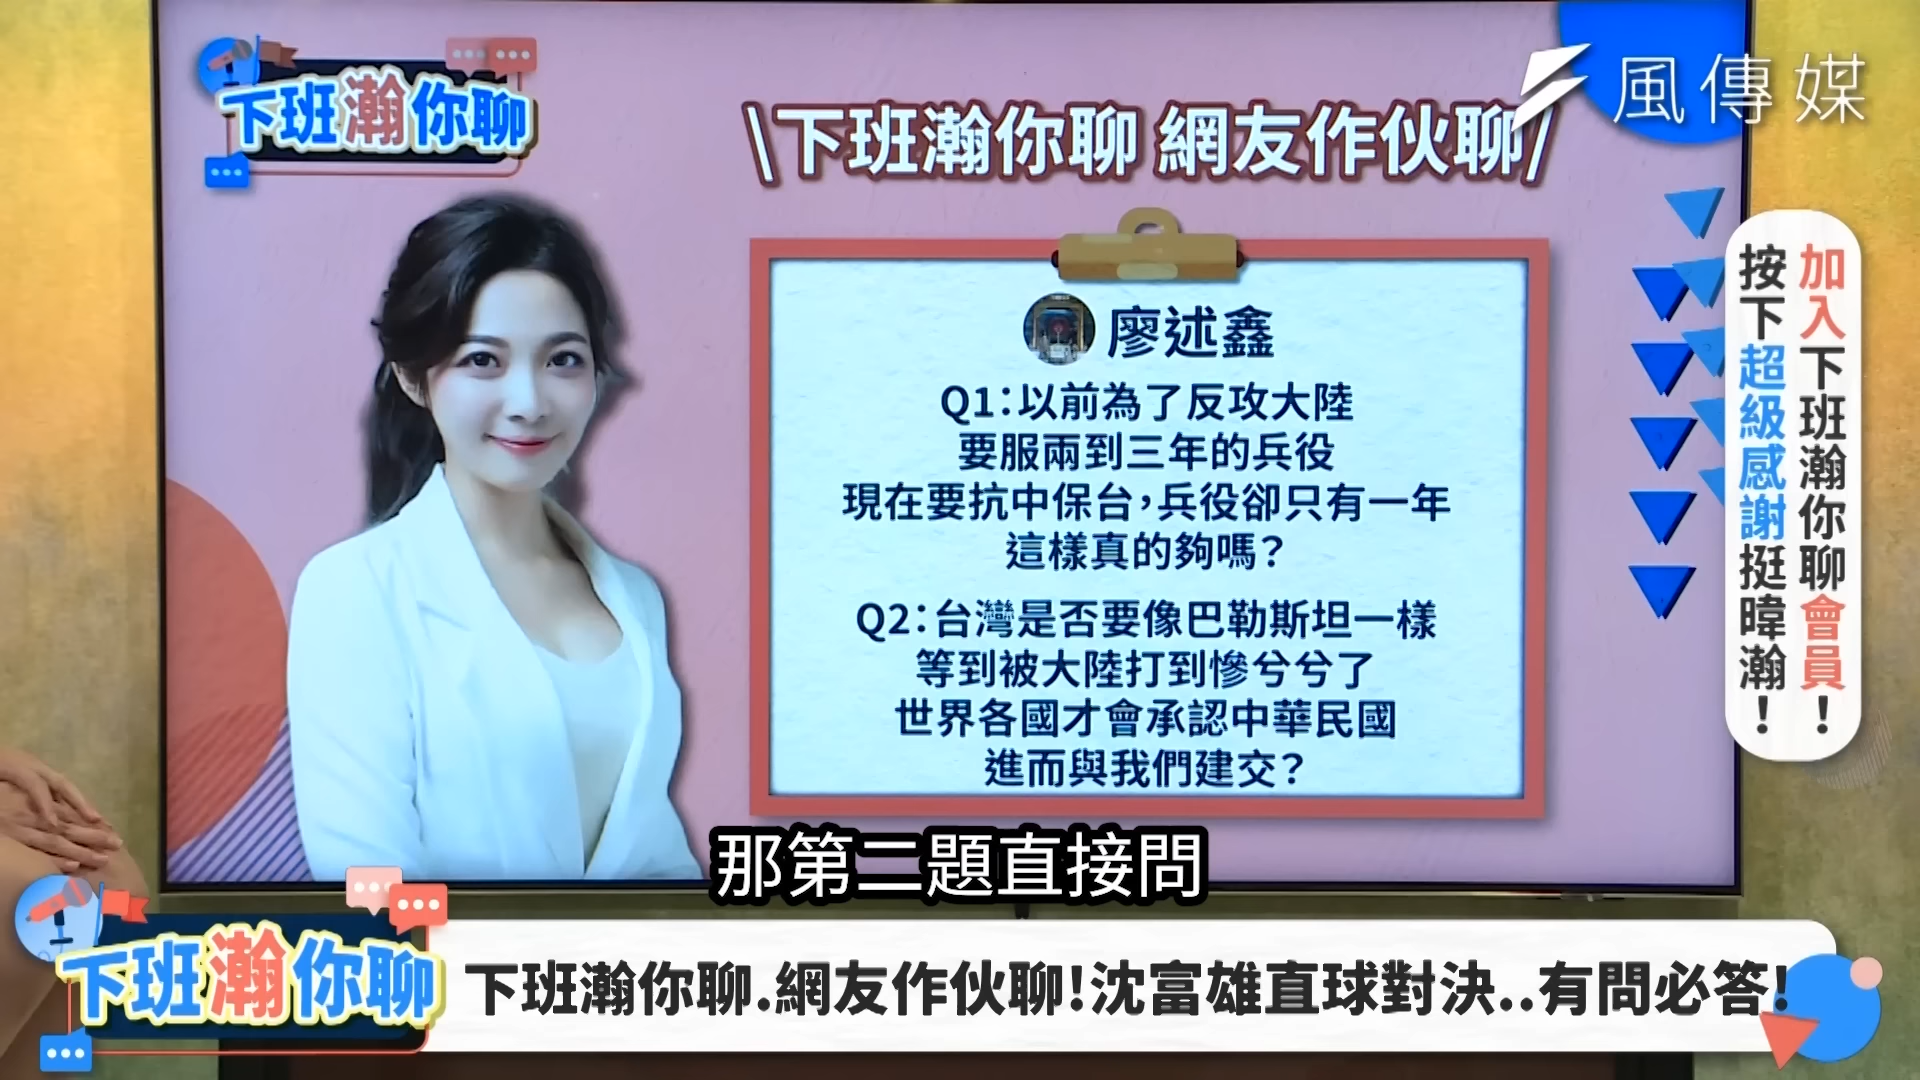 下班瀚你聊
\下班瀚你聊 網友作伙聊/
風傳媒
廖述鑫
Q1:以前為了反攻大陸
要服兩到三年的兵役
現在要抗中保台,兵役卻只有一年
這樣真的夠嗎?
Q2:台灣是否要像巴勒斯坦一樣
等到被大陸打到慘兮兮了
世界各國才會承認中華民國
進而與我們建交?
加入下班瀚你聊會員!
按下超級感謝挺暐瀚!
那第二題直接問
下班瀚你聊
下班瀚你聊.網友作伙聊!沈富雄直球對決..有問必答!